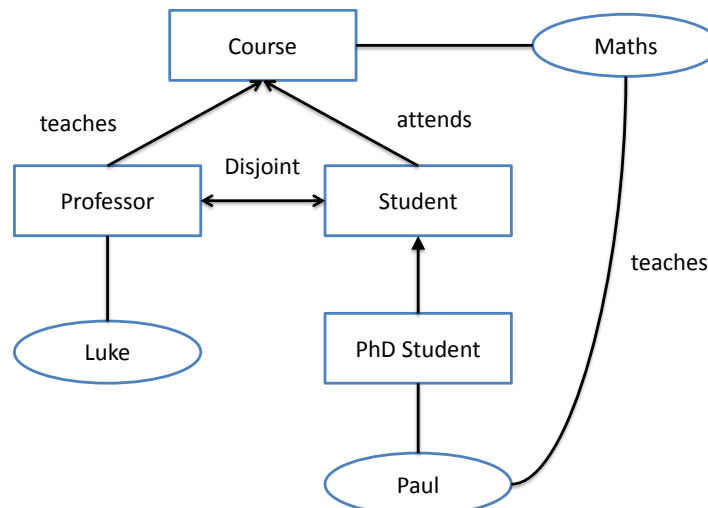 Course
Maths
teaches
attends
Disjoint
Professor
Student
teaches
Luke
PhD Student
Paul